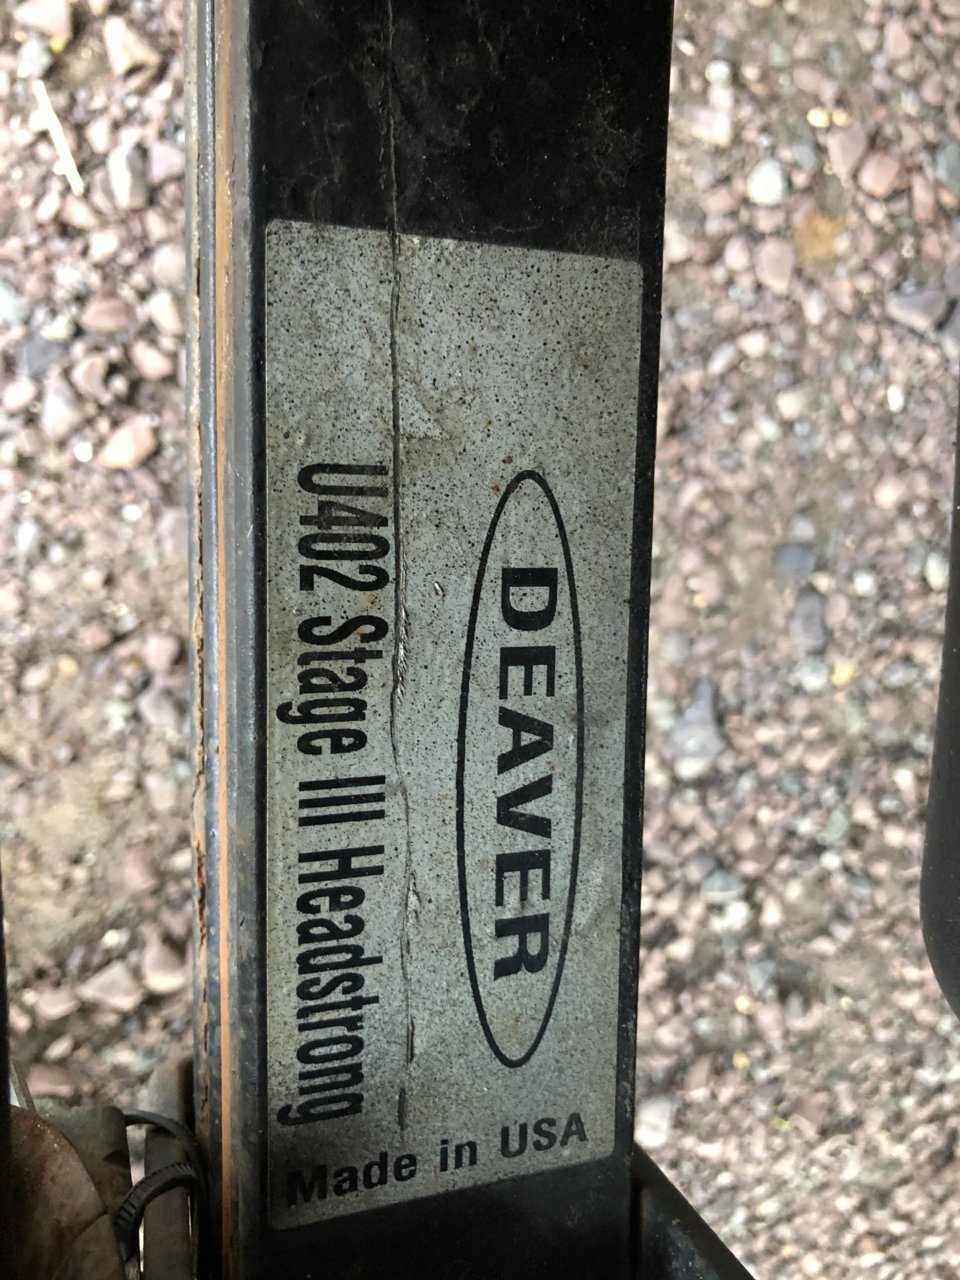 DEAVER
U402 Stage III Headstrong
Made in USA